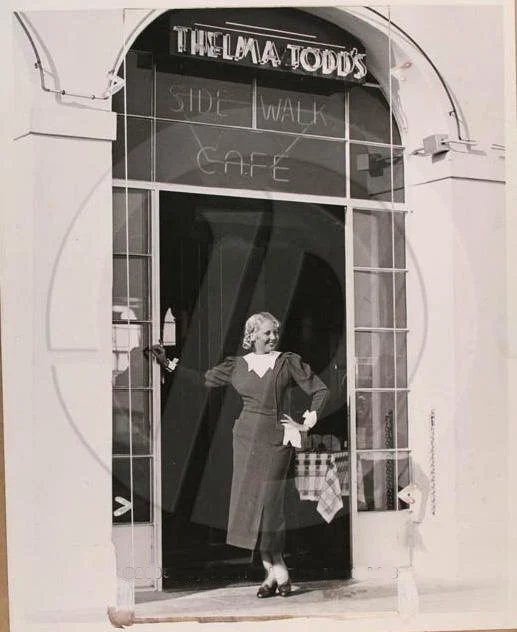 THELMA TODD'S
SIDE WALK
CAFE